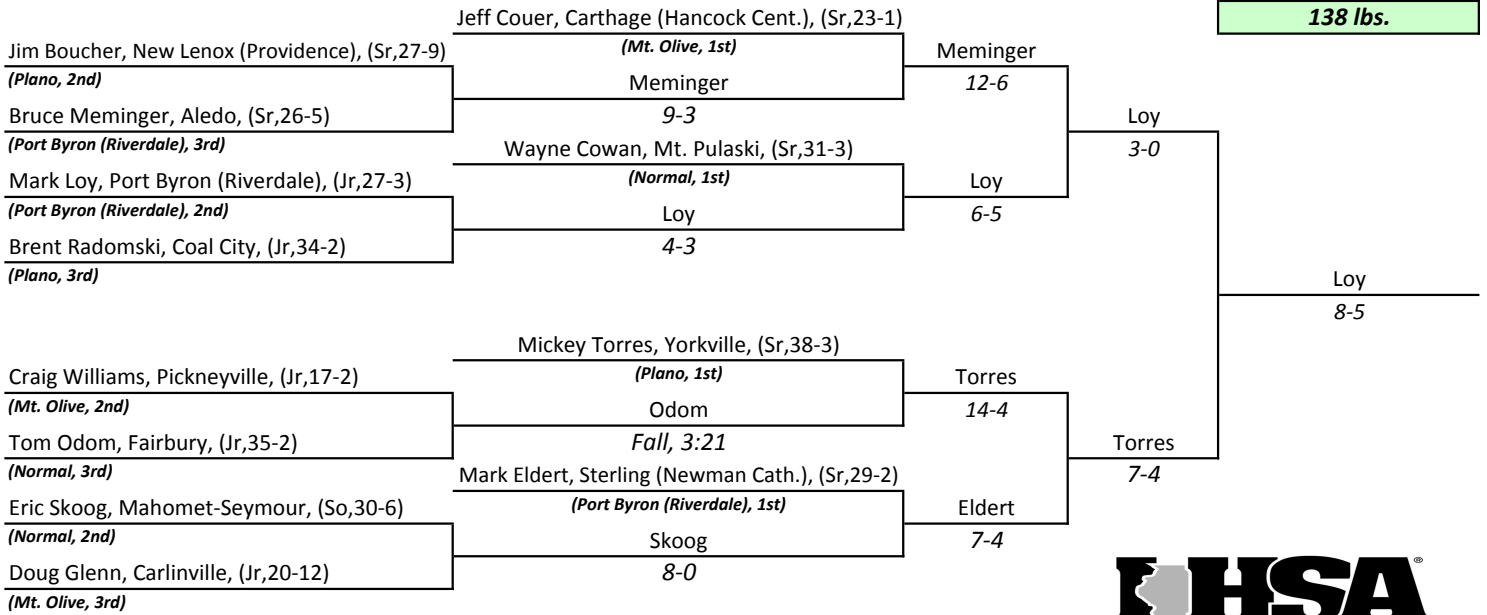 Jeff Couer, Carthage (Hancock Cent.), (Sr,23-1)
138 lbs.
Jim Boucher, New Lenox (Providence), (Sr,27-9)
(Mt. Olive, 1st)
Meminger
(Plano, 2nd)
Meminger
12-6
Bruce Meminger, Aledo, (Sr,26-5)
9-3
Loy
(Port Byron (Riverdale), 3rd)
Wayne Cowan, Mt. Pulaski, (Sr,31-3)
3-0
Mark Loy, Port Byron (Riverdale), (Jr,27-3)
(Normal, 1st)
Loy
(Port Byron (Riverdale), 2nd)
Loy
6-5
Brent Radomski, Coal City, (Jr,34-2)
4-3
(Plano, 3rd)
Loy
8-5
Mickey Torres, Yorkville, (Sr,38-3)
Craig Williams, Pickneyville, (Jr,17-2)
(Plano, 1st)
Torres
(Mt. Olive, 2nd)
Odom
14-4
Tom Odom, Fairbury, (Jr,35-2)
Fall, 3:21
Torres
(Normal, 3rd)
Mark Eldert, Sterling (Newman Cath.), (Sr,29-2)
7-4
Eric Skoog, Mahomet-Seymour, (So,30-6)
(Port Byron (Riverdale), 1st)
Eldert
(Normal, 2nd)
Skoog
7-4
Doug Glenn, Carlinville, (Jr,20-12)
8-0
(Mt. Olive, 3rd)
IHSA®